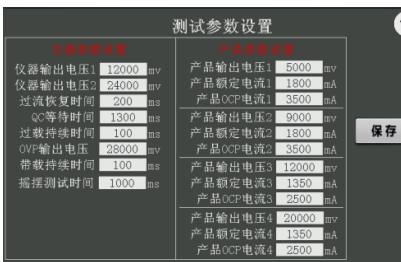 测试参数设置
仪器参数设置
仪器输出电压1 12000 mv
仪器输出电压2 24000 mv
过流恢复时间 200 ms
QC等待时间 1300 ms
过载持续时间 100 ms
OVP输出电压 28000 mv
带载持续时间 100 ms
摇摆测试时间 1000 ms
产品参数设置
产品输出电压1 5000 mv
产品额定电流1 1800 mA
产品OCP电流1 3500 mA
产品输出电压2 9000 mv
产品额定电流2 1800 mA
产品OCP电流2 3500 mA
产品输出电压3 12000 mv
产品额定电流3 1350 mA
产品OCP电流3 2500 mA
产品输出电压4 20000 mv
产品额定电流4 1350 mA
产品OCP电流4 2500 mA
保存